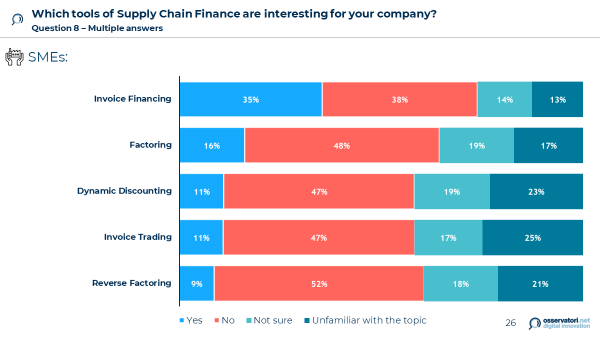 Which tools of Supply Chain Finance are interesting for your company?
Question 8 – Multiple answers
SMEs:
Invoice Financing 35% 38% 14% 13%
Factoring 16% 48% 19% 17%
Dynamic Discounting 11% 47% 19% 23%
Invoice Trading 11% 47% 17% 25%
Reverse Factoring 9% 52% 18% 21%
Yes No Not sure Unfamiliar with the topic
26
osservatori.net
digital innovation